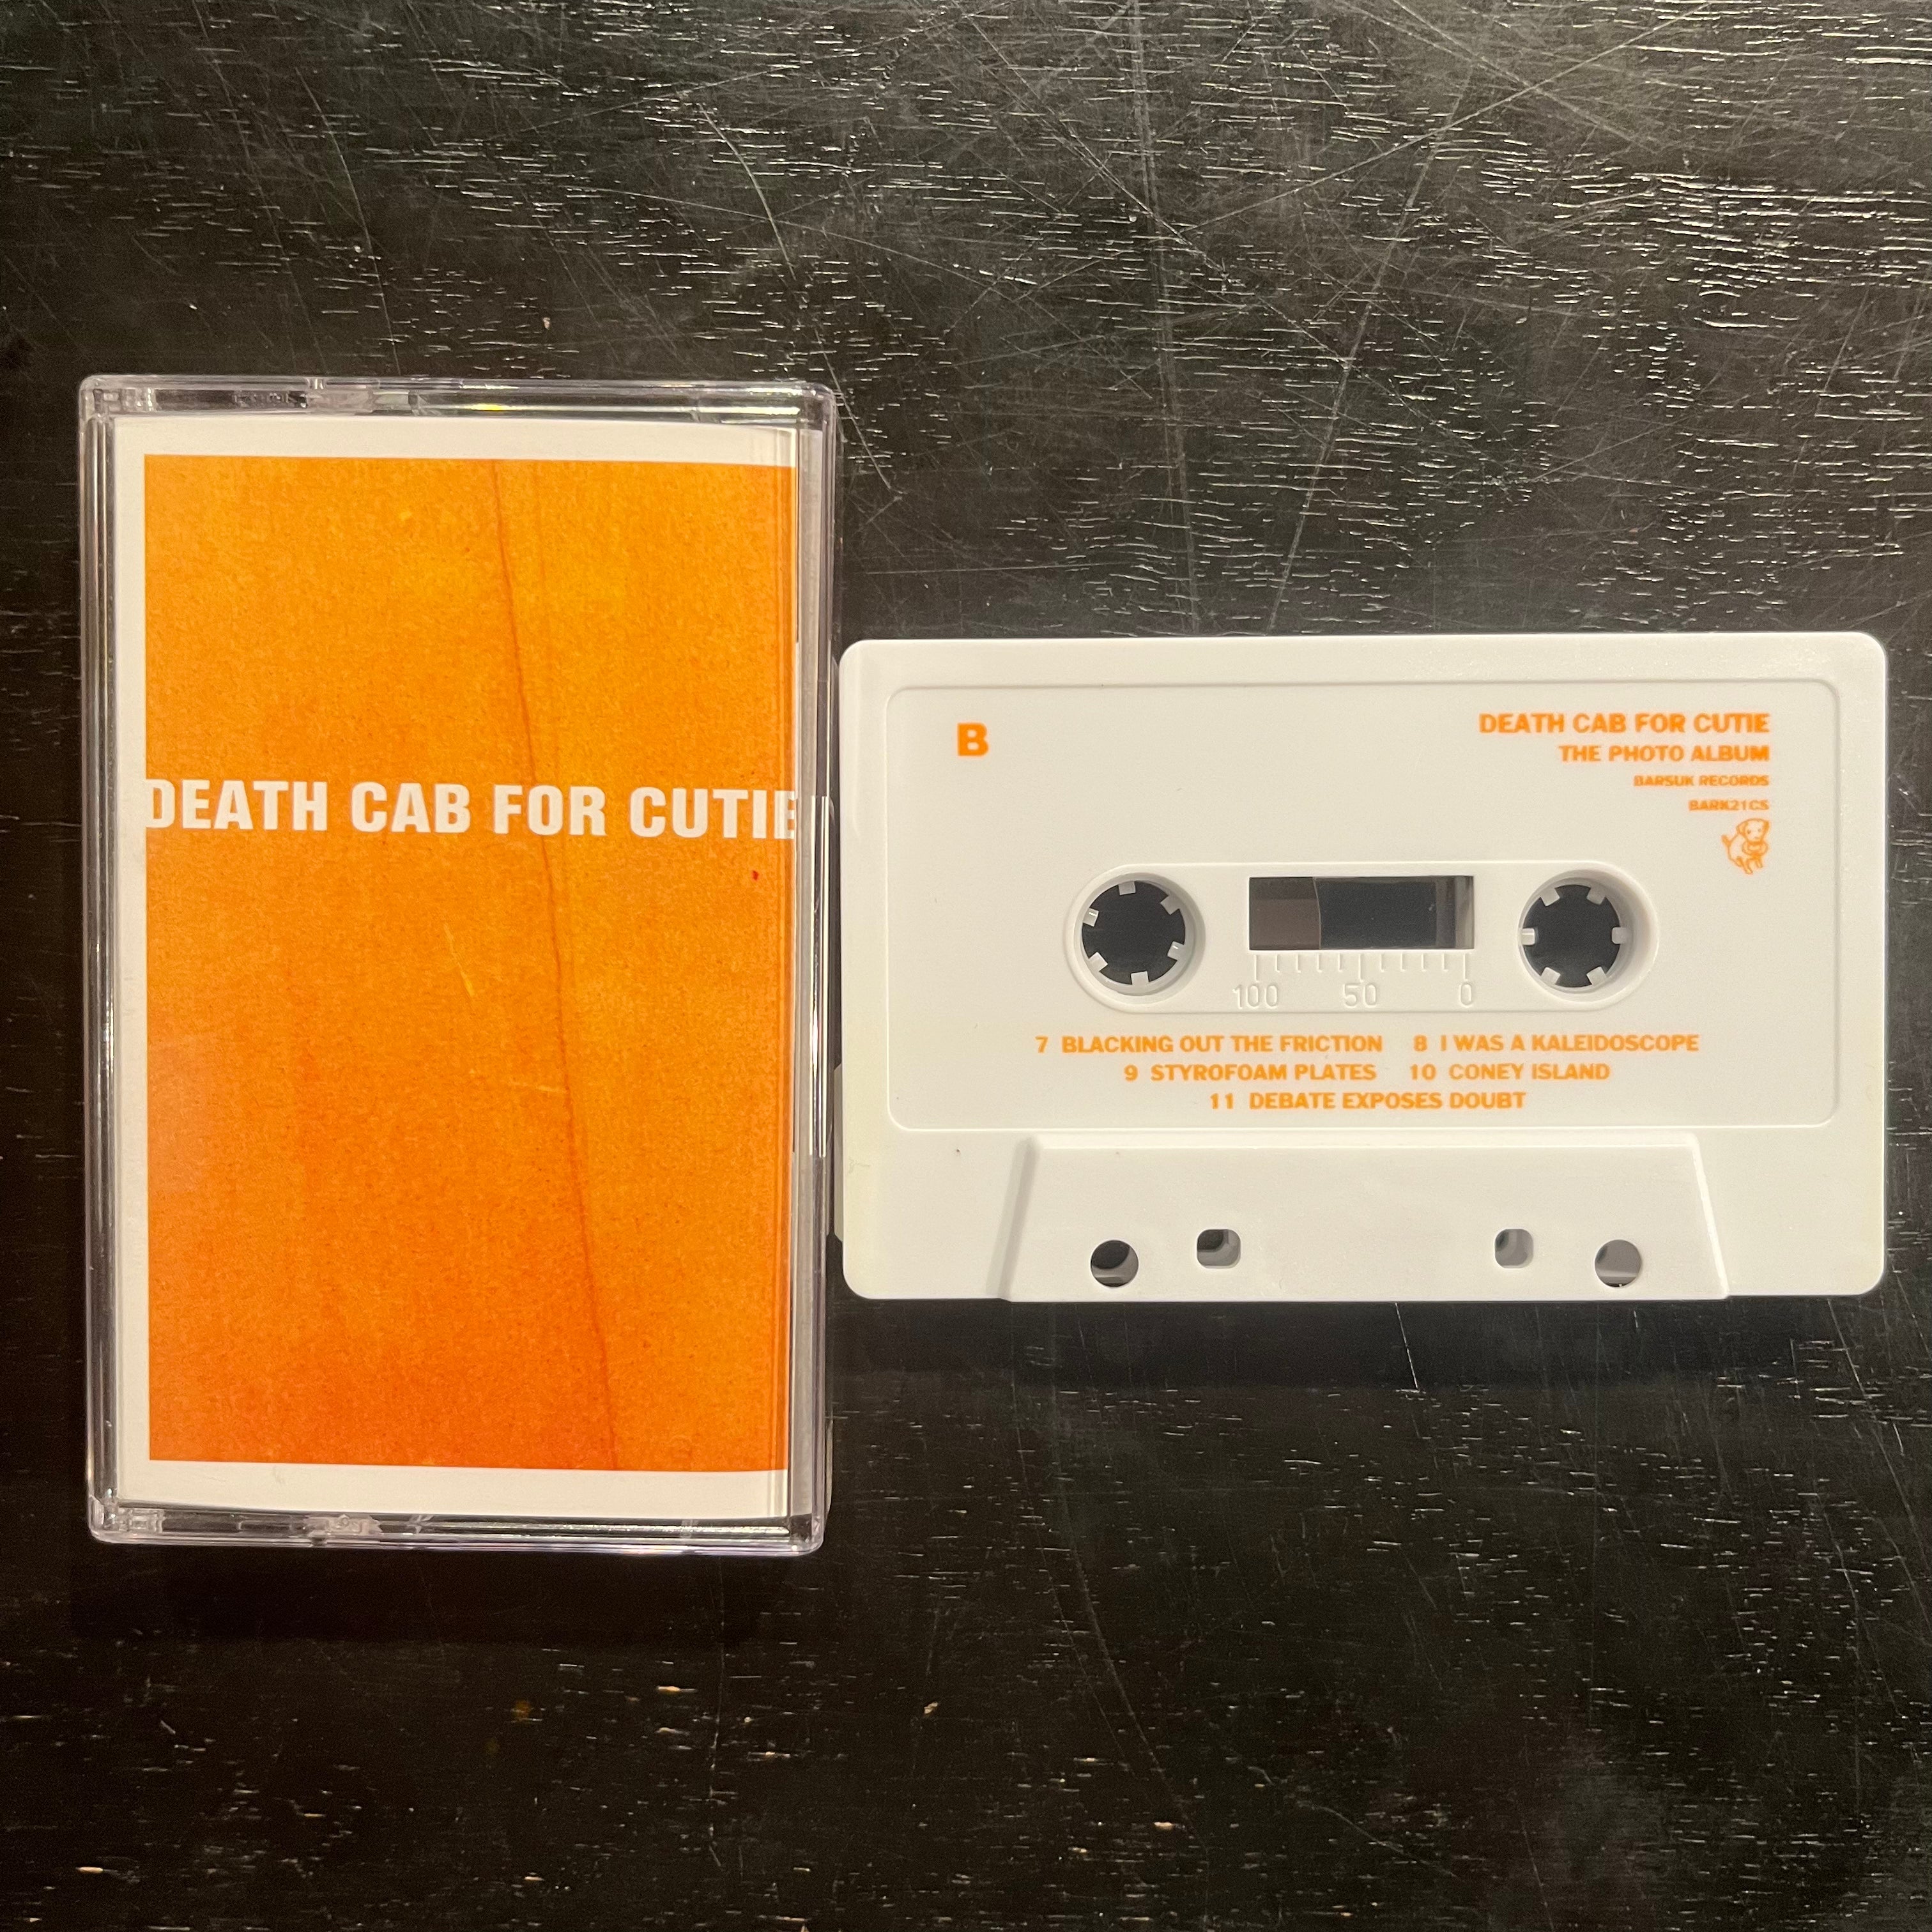 DEATH CAB FOR CUTIE
B
DEATH CAB FOR CUTIE
THE PHOTO ALBUM
BARSUK RECORDS
BARK21CS
100 50 0
7 BLACKING OUT THE FRICTION 8 I WAS A KALEIDOSCOPE
9 STYROFOAM PLATES 10 CONEY ISLAND
11 DEBATE EXPOSES DOUBT